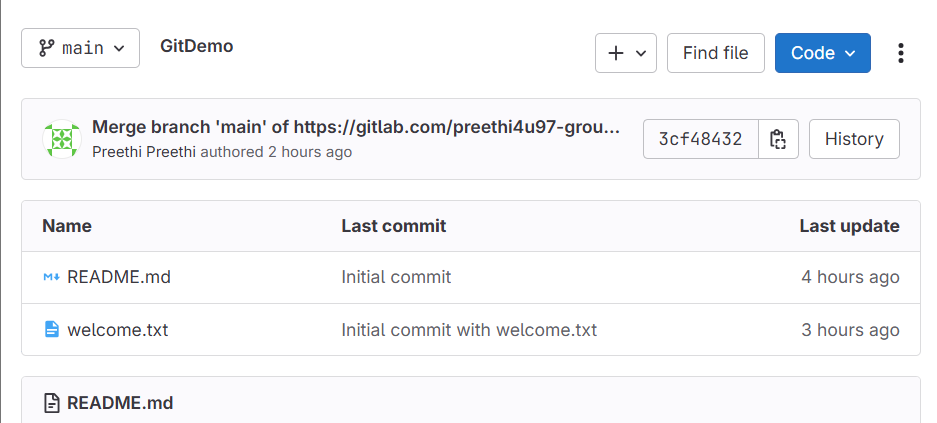 main GitDemo
Find file Code
Merge branch 'main' of https://gitlab.com/preethi4u97-grou...
Preethi Preethi authored 2 hours ago
3cf48432 History
Name Last commit Last update
README.md Initial commit 4 hours ago
welcome.txt Initial commit with welcome.txt 3 hours ago
README.md